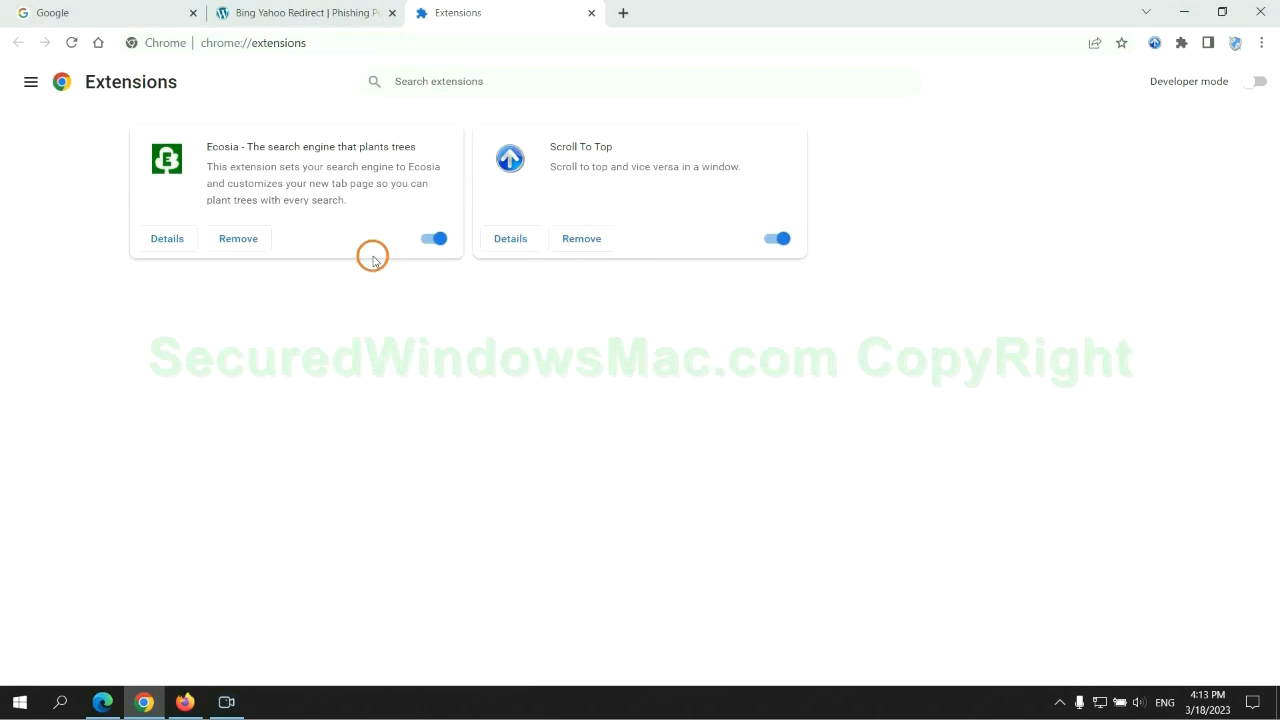 Google
Bing Yahoo Redirect | Phishing
Extensions
Chrome
chrome://extensions
Extensions
Search extensions
Developer mode
Ecosia - The search engine that plants trees
This extension sets your search engine to Ecosia
and customizes your new tab page so you can
plant trees with every search.
Details
Remove
Scroll To Top
Scroll to top and vice versa in a window.
Details
Remove
SecuredWindowsMac.com CopyRight
ENG
4:13 PM
3/18/2023